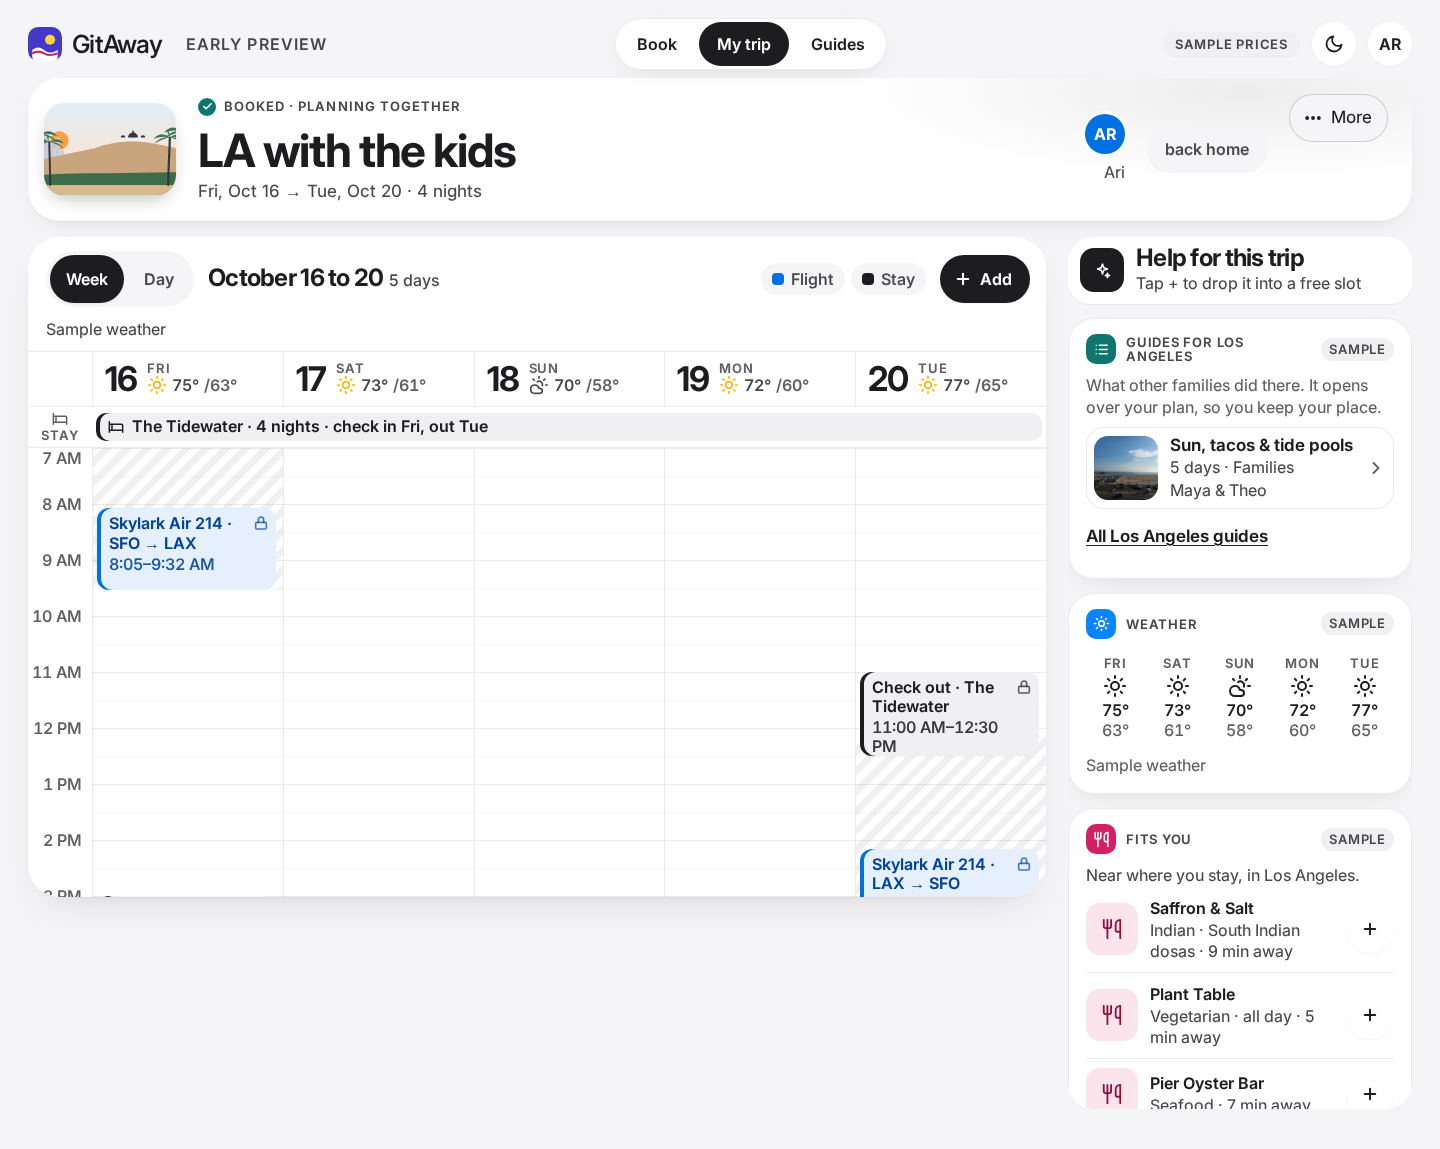 GitAway
EARLY PREVIEW
Book
My trip
Guides
SAMPLE PRICES
AR
BOOKED · PLANNING TOGETHER
LA with the kids
Fri, Oct 16 → Tue, Oct 20 · 4 nights
AR
Ari
back home
More
Week
Day
October 16 to 20 5 days
Flight
Stay
Add
Sample weather
16 FRI
75° /63°
17 SAT
73° /61°
18 SUN
70° /58°
19 MON
72° /60°
20 TUE
77° /65°
STAY
The Tidewater · 4 nights · check in Fri, out Tue
7 AM
8 AM
Skylark Air 214 ·
SFO → LAX
8:05–9:32 AM
9 AM
10 AM
11 AM
Check out · The
Tidewater
11:00 AM–12:30
PM
12 PM
1 PM
2 PM
Skylark Air 214 ·
LAX → SFO
Help for this trip
Tap + to drop it into a free slot
GUIDES FOR LOS
ANGELES
SAMPLE
What other families did there. It opens
over your plan, so you keep your place.
Sun, tacos & tide pools
5 days · Families
Maya & Theo
All Los Angeles guides
WEATHER
SAMPLE
FRI SAT SUN MON TUE
75° 73° 70° 72° 77°
63° 61° 58° 60° 65°
Sample weather
FITS YOU
SAMPLE
Near where you stay, in Los Angeles.
Saffron & Salt
Indian · South Indian
dosas · 9 min away
Plant Table
Vegetarian · all day · 5
min away
Pier Oyster Bar
Seafood · 7 min away